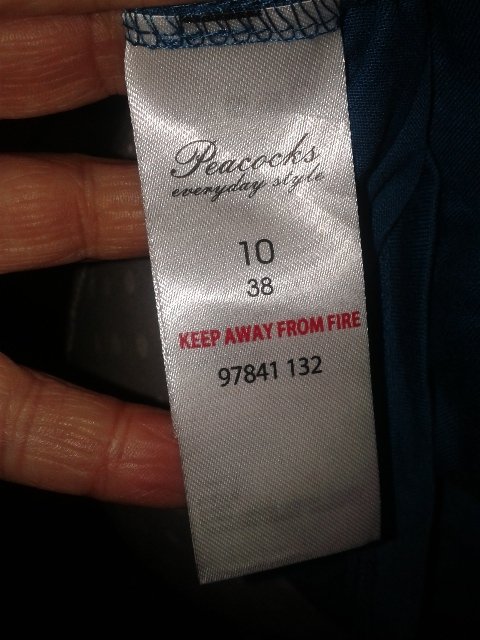 Peacocks
everyday style
10
38
KEEP AWAY FROM FIRE
97841 132